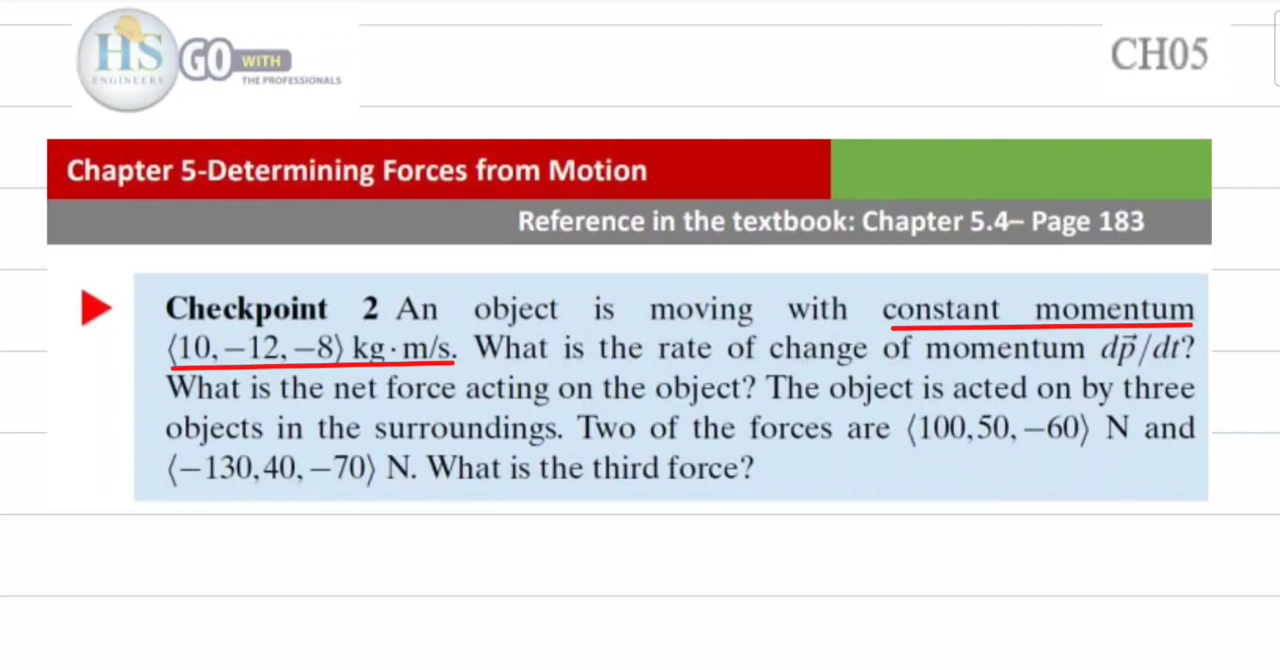 HS
ENGINEERS
GO WITH
THE PROFESSIONALS
CH05
Chapter 5-Determining Forces from Motion
Reference in the textbook: Chapter 5.4– Page 183
Checkpoint 2 An object is moving with constant momentum
⟨10, −12, −8⟩ kg · m/s. What is the rate of change of momentum dp⃗/dt?
What is the net force acting on the object? The object is acted on by three
objects in the surroundings. Two of the forces are ⟨100, 50, −60⟩ N and
⟨−130, 40, −70⟩ N. What is the third force?